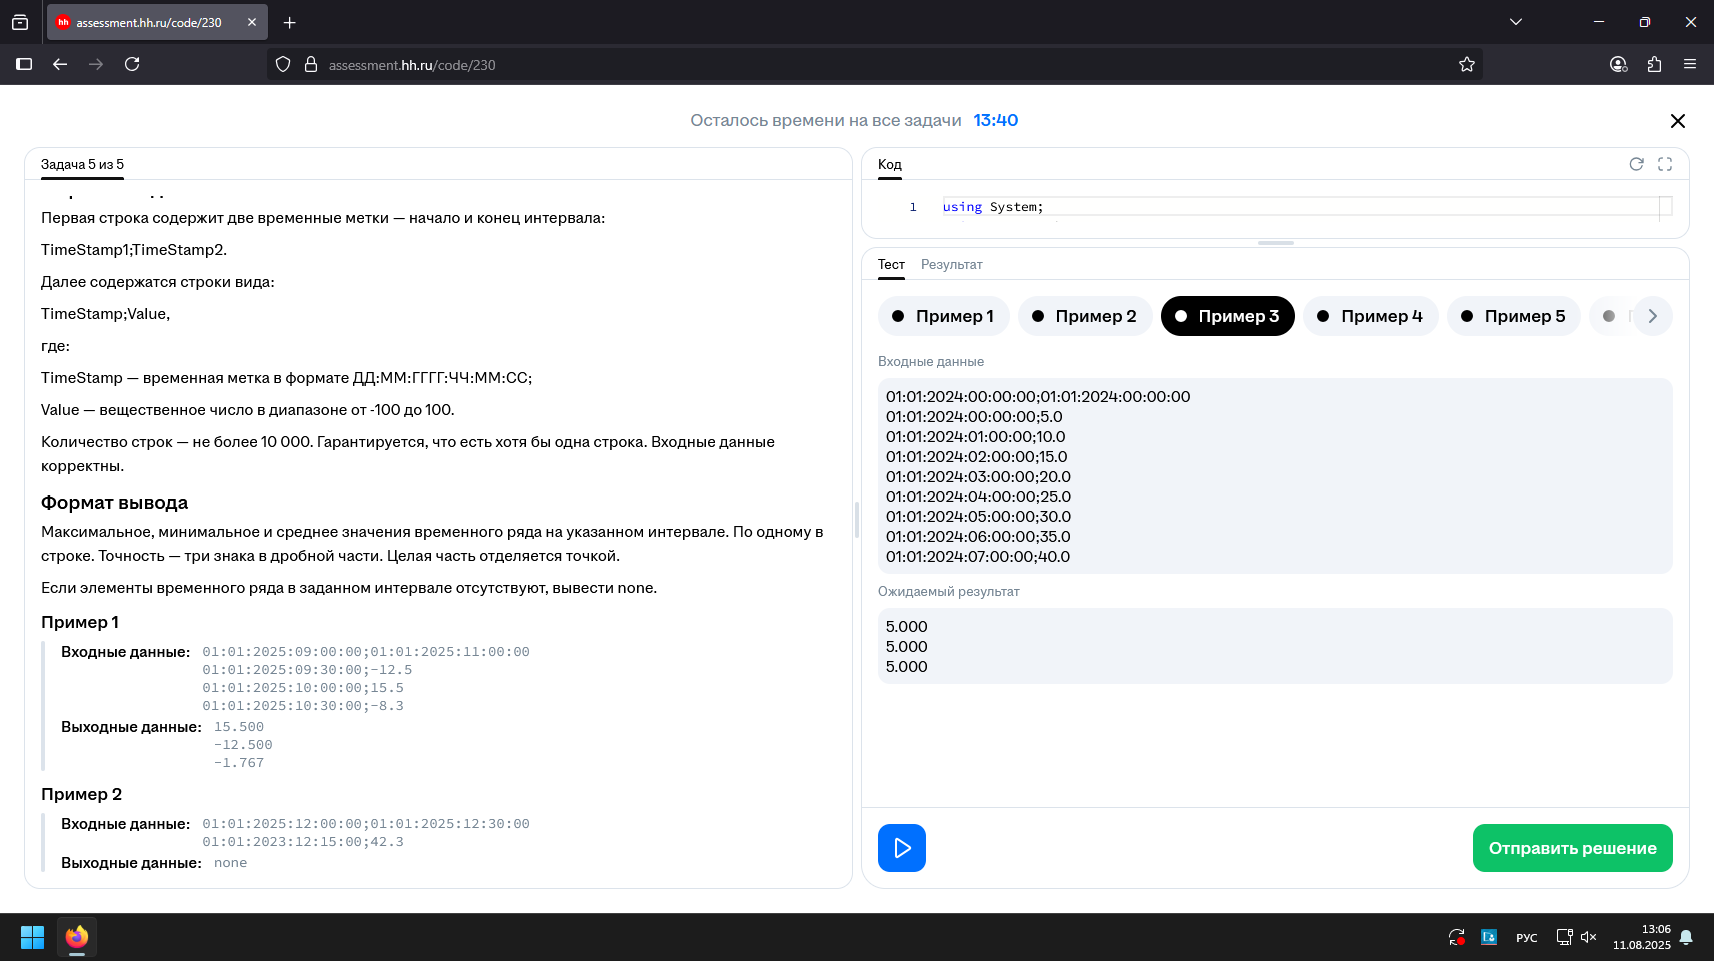 assessment.hh.ru/code/230
assessment.hh.ru/code/230
Осталось времени на все задачи 13:40
Задача 5 из 5
Первая строка содержит две временные метки — начало и конец интервала:
TimeStamp1;TimeStamp2.
Далее содержатся строки вида:
TimeStamp;Value,
где:
TimeStamp — временная метка в формате ДД:ММ:ГГГГ:ЧЧ:ММ:СС;
Value — вещественное число в диапазоне от -100 до 100.
Количество строк — не более 10 000. Гарантируется, что есть хотя бы одна строка. Входные данные
корректны.
Формат вывода
Максимальное, минимальное и среднее значения временного ряда на указанном интервале. По одному в
строке. Точность — три знака в дробной части. Целая часть отделяется точкой.
Если элементы временного ряда в заданном интервале отсутствуют, вывести none.
Пример 1
Входные данные: 01:01:2025:09:00:00;01:01:2025:11:00:00
01:01:2025:09:30:00;-12.5
01:01:2025:10:00:00;15.5
01:01:2025:10:30:00;-8.3
Выходные данные: 15.500
-12.500
-1.767
Пример 2
Входные данные: 01:01:2025:12:00:00;01:01:2025:12:30:00
01:01:2023:12:15:00;42.3
Выходные данные: none
Код
1 using System;
Тест Результат
Пример 1 Пример 2 Пример 3 Пример 4 Пример 5
Входные данные
01:01:2024:00:00:00;01:01:2024:00:00:00
01:01:2024:00:00:00;5.0
01:01:2024:01:00:00;10.0
01:01:2024:02:00:00;15.0
01:01:2024:03:00:00;20.0
01:01:2024:04:00:00;25.0
01:01:2024:05:00:00;30.0
01:01:2024:06:00:00;35.0
01:01:2024:07:00:00;40.0
Ожидаемый результат
5.000
5.000
5.000
Отправить решение
РУС
13:06
11.08.2025